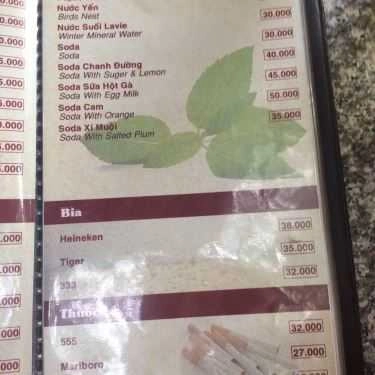 Nước Yến
Birds Nest 30.000
Nước Suối Lavie
Winter Mineral Water 30.000
Soda
Soda 40.000
Soda Chanh Đường
Soda With Suger & Lemon 45.000
Soda Sữa Hột Gà
Soda With Egg Milk 50.000
Soda Cam
Soda With Orange 35.000
Soda Xí Muội
Soda With Salted Plum
Bia
Heineken 38.000
Tiger 35.000
333 32.000
Thuốc
555 32.000
Marlboro 27.000